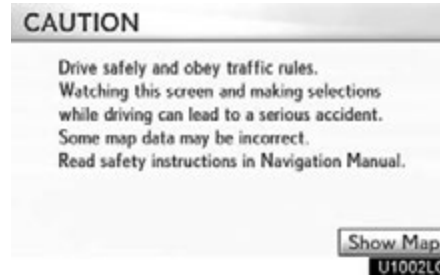 CAUTION
Drive safely and obey traffic rules.
Watching this screen and making selections
while driving can lead to a serious accident.
Some map data may be incorrect.
Read safety instructions in Navigation Manual.
Show Map
U1002LC